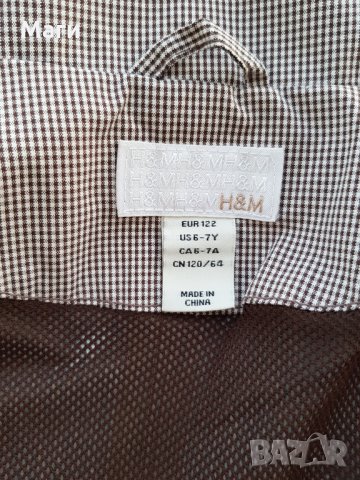 Мати
H&MH&MH&M
H&MH&MH&M
H&MH&MH&M
EUR 122
US 6-7Y
CA 6-7A
CN 120/64
MADE IN
CHINA
BAZAR